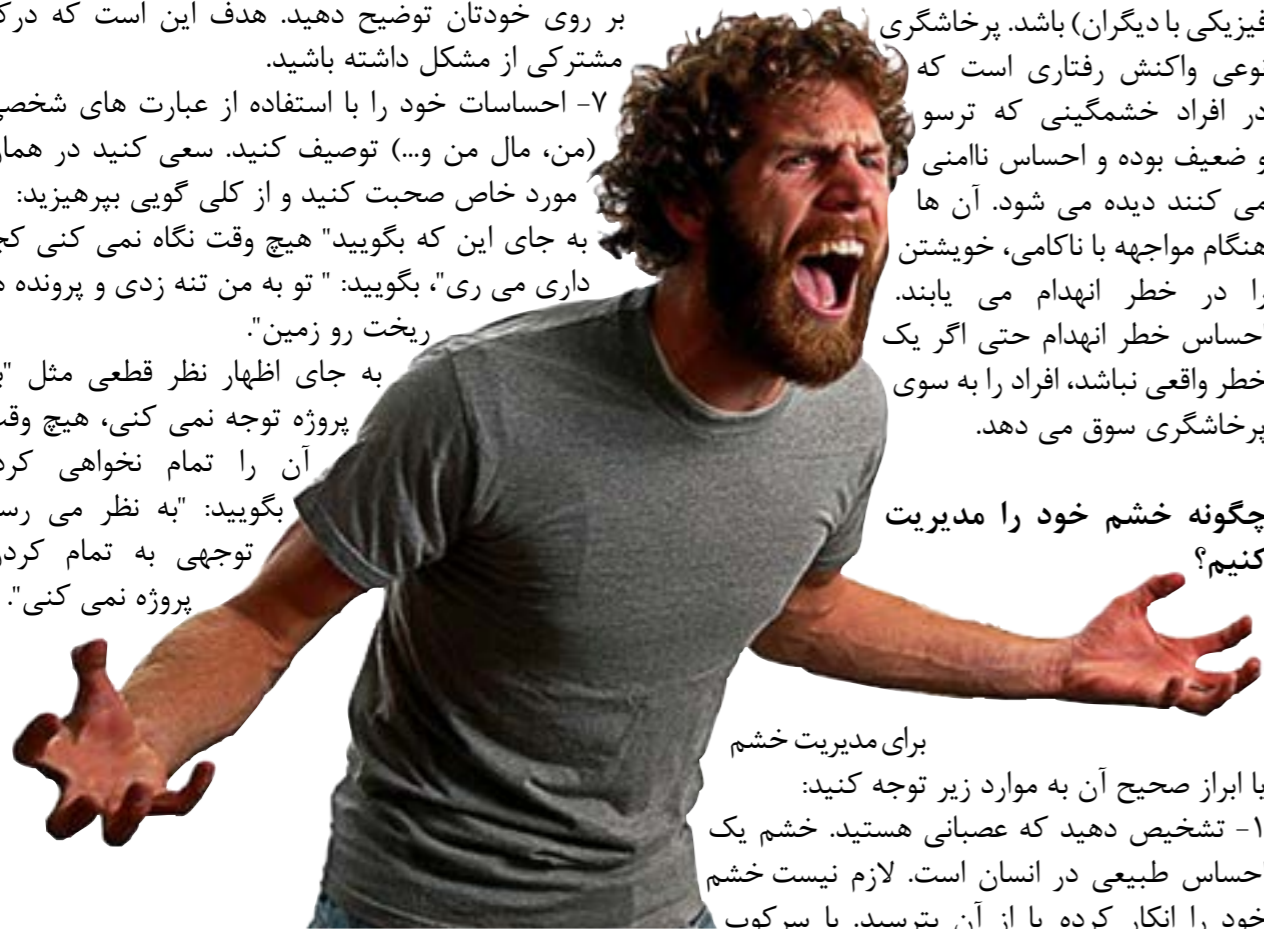 فیزیکی با دیگران) باشد. پرخاشگری
نوعی واکنش رفتاری است که
در افراد خشمگینی که ترسو
و ضعیف بوده و احساس ناامنی
می کنند دیده می شود. آن ها
هنگام مواجهه با ناکامی، خویشتن
را در خطر انهدام می یابند.
احساس خطر انهدام حتی اگر یک
خطر واقعی نباشد، افراد را به سوی
پرخاشگری سوق می دهد.
چگونه خشم خود را مدیریت
کنیم؟
برای مدیریت خشم
با ابراز صحیح آن به موارد زیر توجه کنید:
۱- تشخیص دهید که عصبانی هستید. خشم یک
احساس طبیعی در انسان است. لازم نیست خشم
خود را انکار کرده یا از آن بترسید. با سرکوب
بر روی خودتان توضیح دهید. هدف این است که درک
مشترکی از مشکل داشته باشید.
۷- احساسات خود را با استفاده از عبارت های شخصی
(من، مال من و...) توصیف کنید. سعی کنید در همان
مورد خاص صحبت کنید و از کلی گویی بپرهیزید:
به جای این که بگویید" هیچ وقت نگاه نمی کنی
داری می ری"، بگویید: " تو به من تنه زدی و پرونده
ریخت رو زمین".
به جای اظهار نظر قطعی مثل
پروژه توجه نمی کنی، هیچ وقت
آن را تمام نخواهی
بگویید: "به نظر می
توجهی به تمام
پروژه نمی کنی".